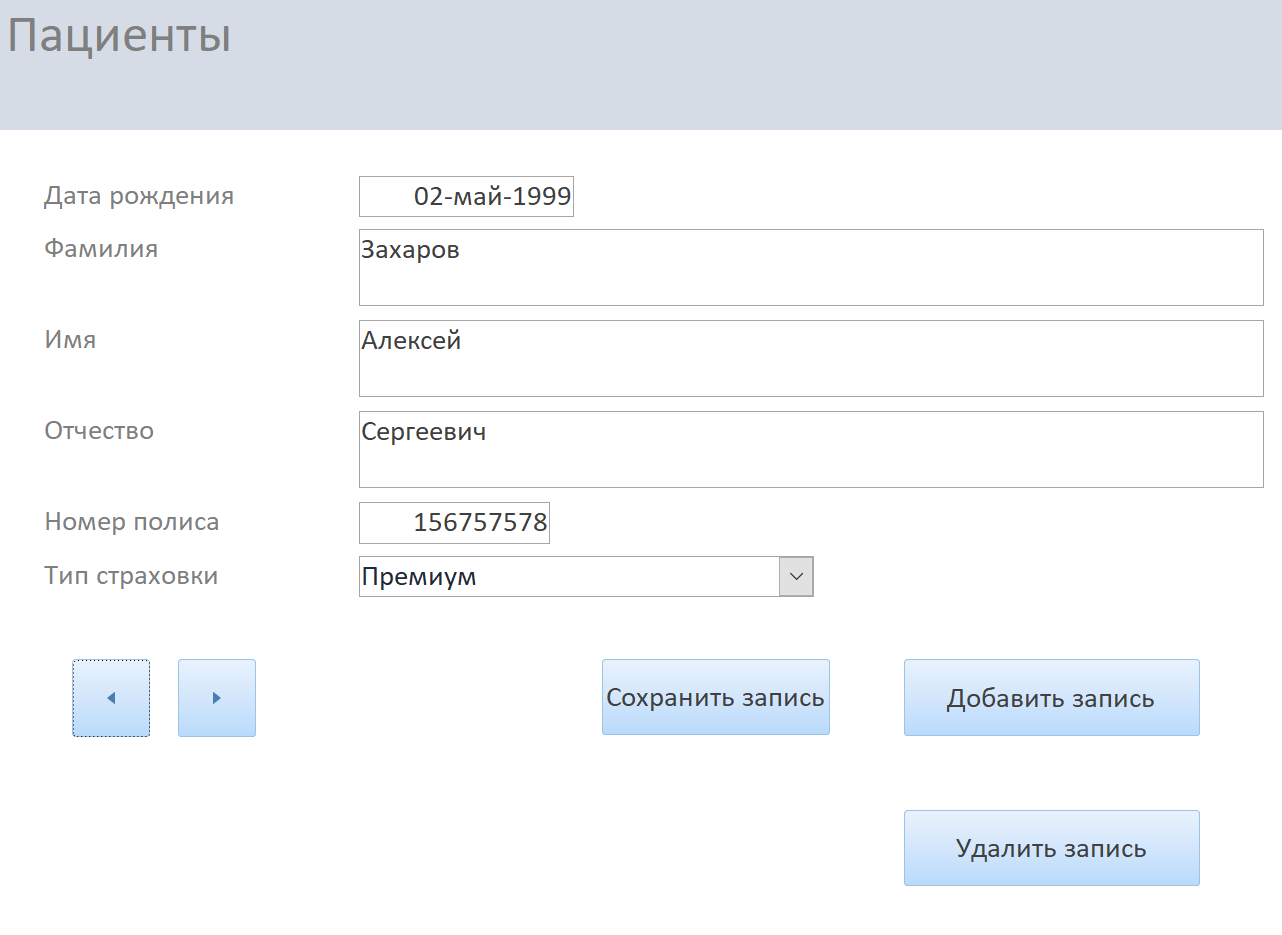 Пациенты
Дата рождения 02-май-1999
Фамилия Захаров
Имя Алексей
Отчество Сергеевич
Номер полиса 156757578
Тип страховки Премиум
Сохранить запись Добавить запись
Удалить запись